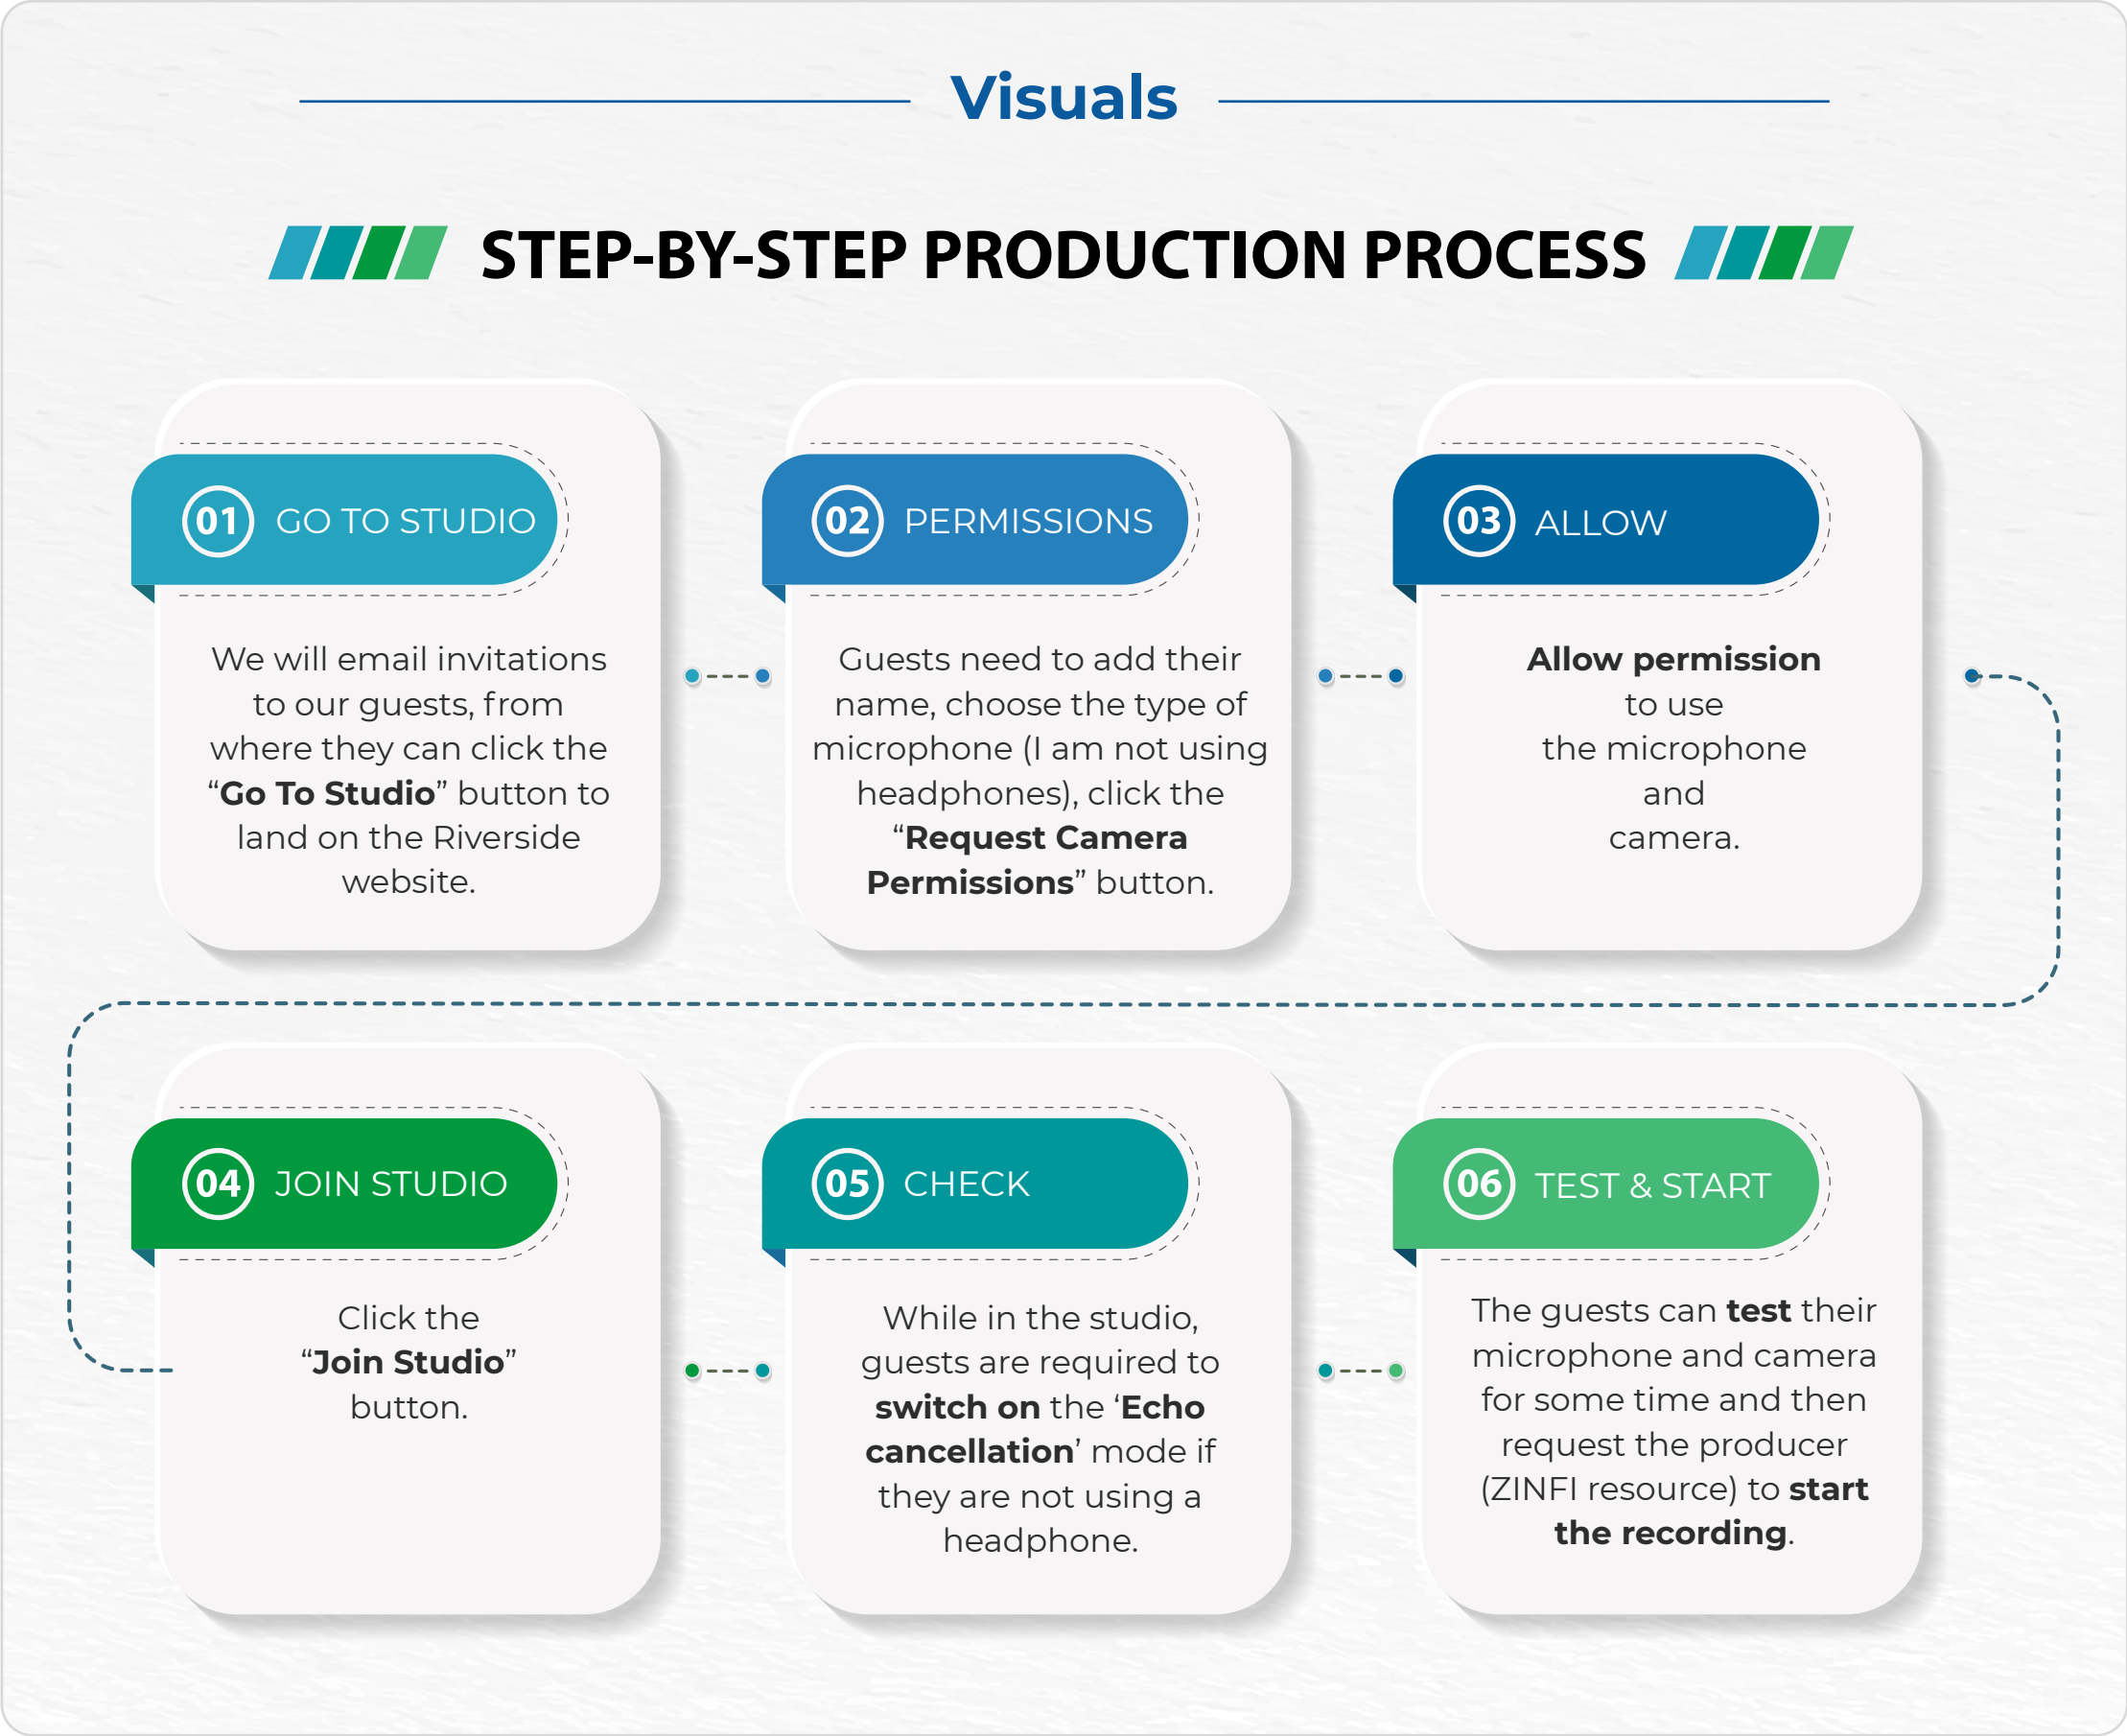 Visuals
STEP-BY-STEP PRODUCTION PROCESS
01 GO TO STUDIO
We will email invitations
to our guests, from
where they can click the
“Go To Studio” button to
land on the Riverside
website.
02 PERMISSIONS
Guests need to add their
name, choose the type of
microphone (I am not using
headphones), click the
“Request Camera
Permissions” button.
03 ALLOW
Allow permission
to use
the microphone
and
camera.
04 JOIN STUDIO
Click the
“Join Studio”
button.
05 CHECK
While in the studio,
guests are required to
switch on the ‘Echo
cancellation’ mode if
they are not using a
headphone.
06 TEST & START
The guests can test their
microphone and camera
for some time and then
request the producer
(ZINFI resource) to start
the recording.